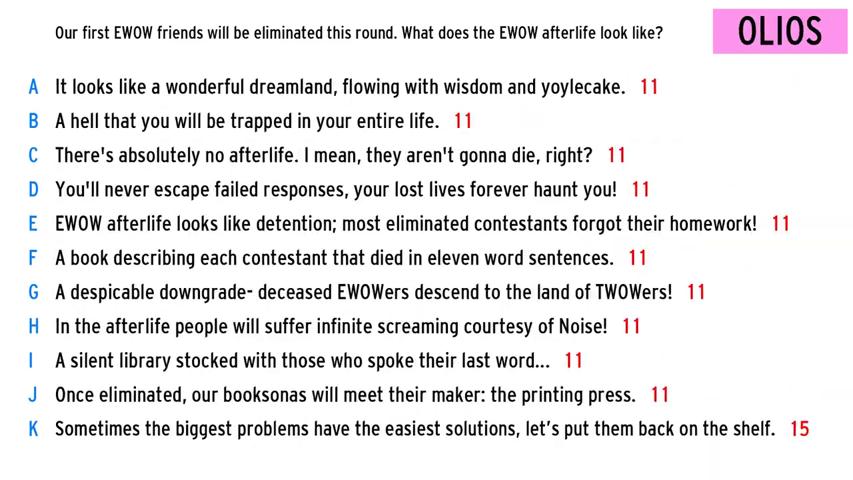 Our first EWOW friends will be eliminated this round. What does the EWOW afterlife look like?
OLIOS
A It looks like a wonderful dreamland, flowing with wisdom and yoylecake. 11
B A hell that you will be trapped in your entire life. 11
C There's absolutely no afterlife. I mean, they aren't gonna die, right? 11
D You'll never escape failed responses, your lost lives forever haunt you! 11
E EWOW afterlife looks like detention; most eliminated contestants forgot their homework! 11
F A book describing each contestant that died in eleven word sentences. 11
G A despicable downgrade- deceased EWOWers descend to the land of TWOWers! 11
H In the afterlife people will suffer infinite screaming courtesy of Noise! 11
I A silent library stocked with those who spoke their last word... 11
J Once eliminated, our booksonas will meet their maker: the printing press. 11
K Sometimes the biggest problems have the easiest solutions, let’s put them back on the shelf. 15